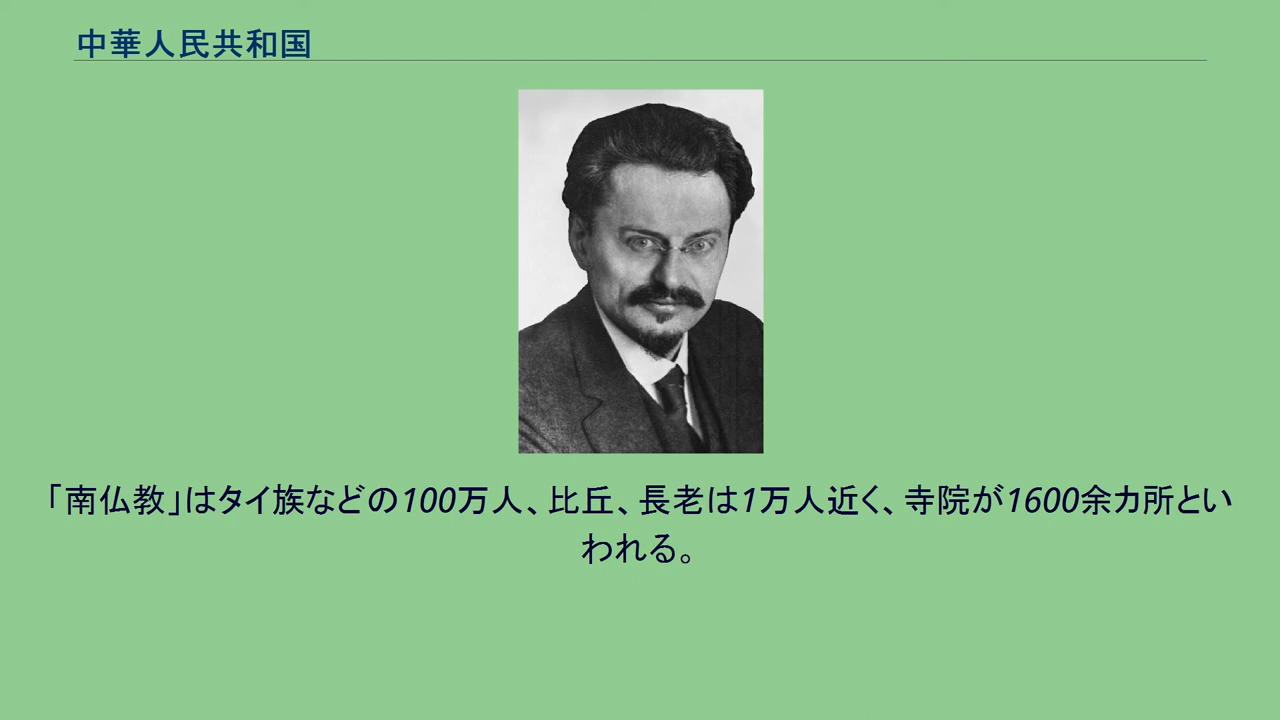 中華人民共和国
「南仏教」はタイ族などの100万人、比丘、長老は1万人近く、寺院が1600余カ所とい
われる。